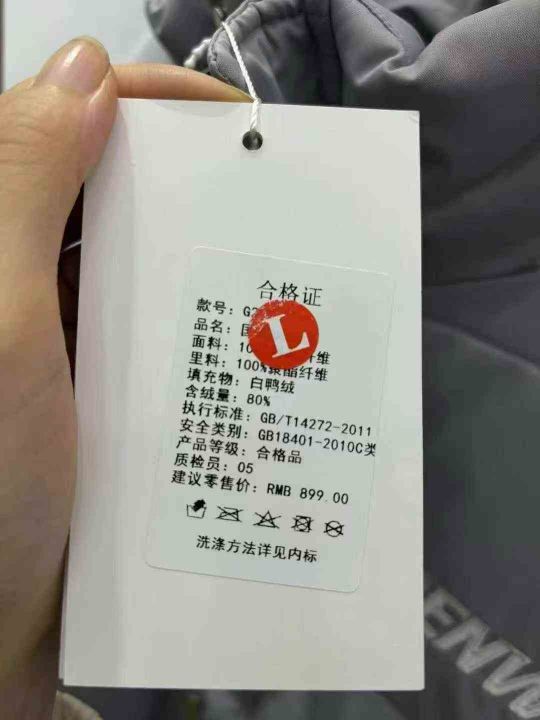 合格证
款号: G
品名:
L
面料: 10 纤维
里料: 100%聚酯纤维
填充物: 白鸭绒
含绒量: 80%
执行标准: GB/T14272-2011
安全类别: GB18401-2010C类
产品等级: 合格品
质检员: 05
建议零售价: RMB 899.00
洗涤方法详见内标
ENW